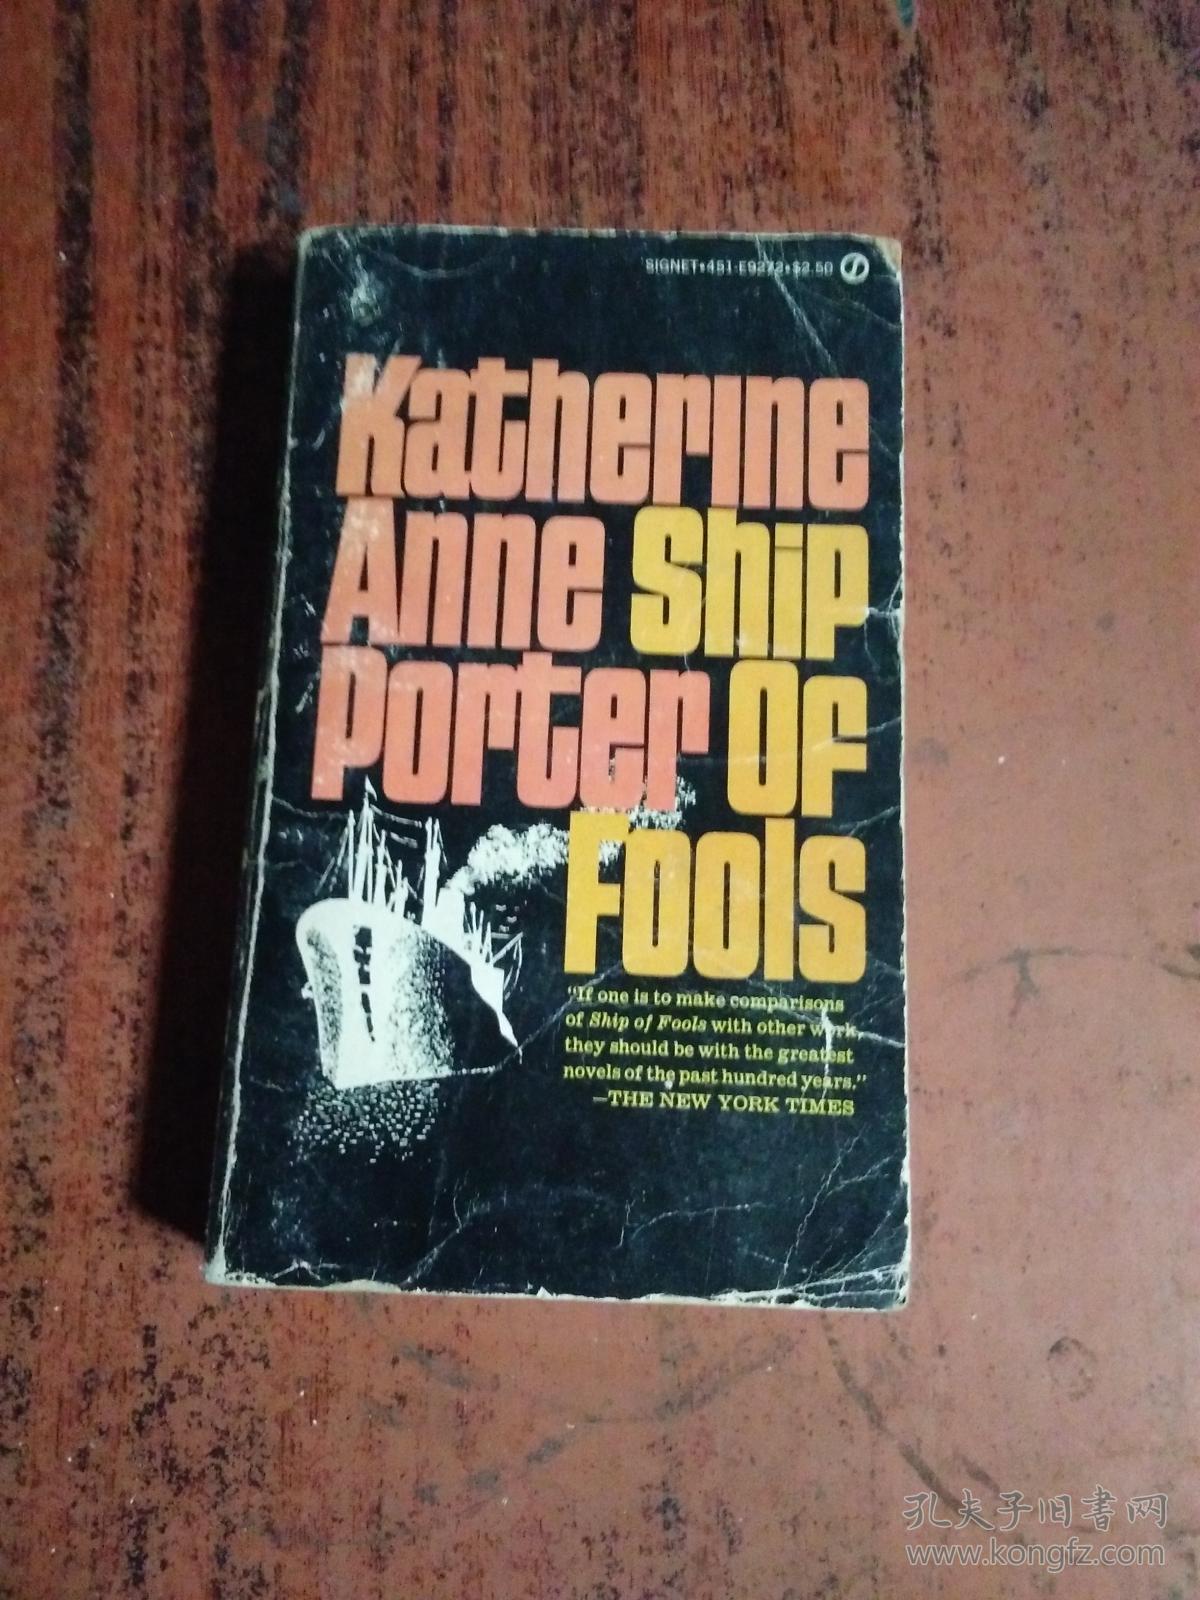 SIGNET•451-E9272•$2.50
Katherine
Anne Ship
Porter Of
Fools
"If one is to make comparisons
of Ship of Fools with other work,
they should be with the greatest
novels of the past hundred years."
—THE NEW YORK TIMES
孔夫子旧书网
www.kongfz.com